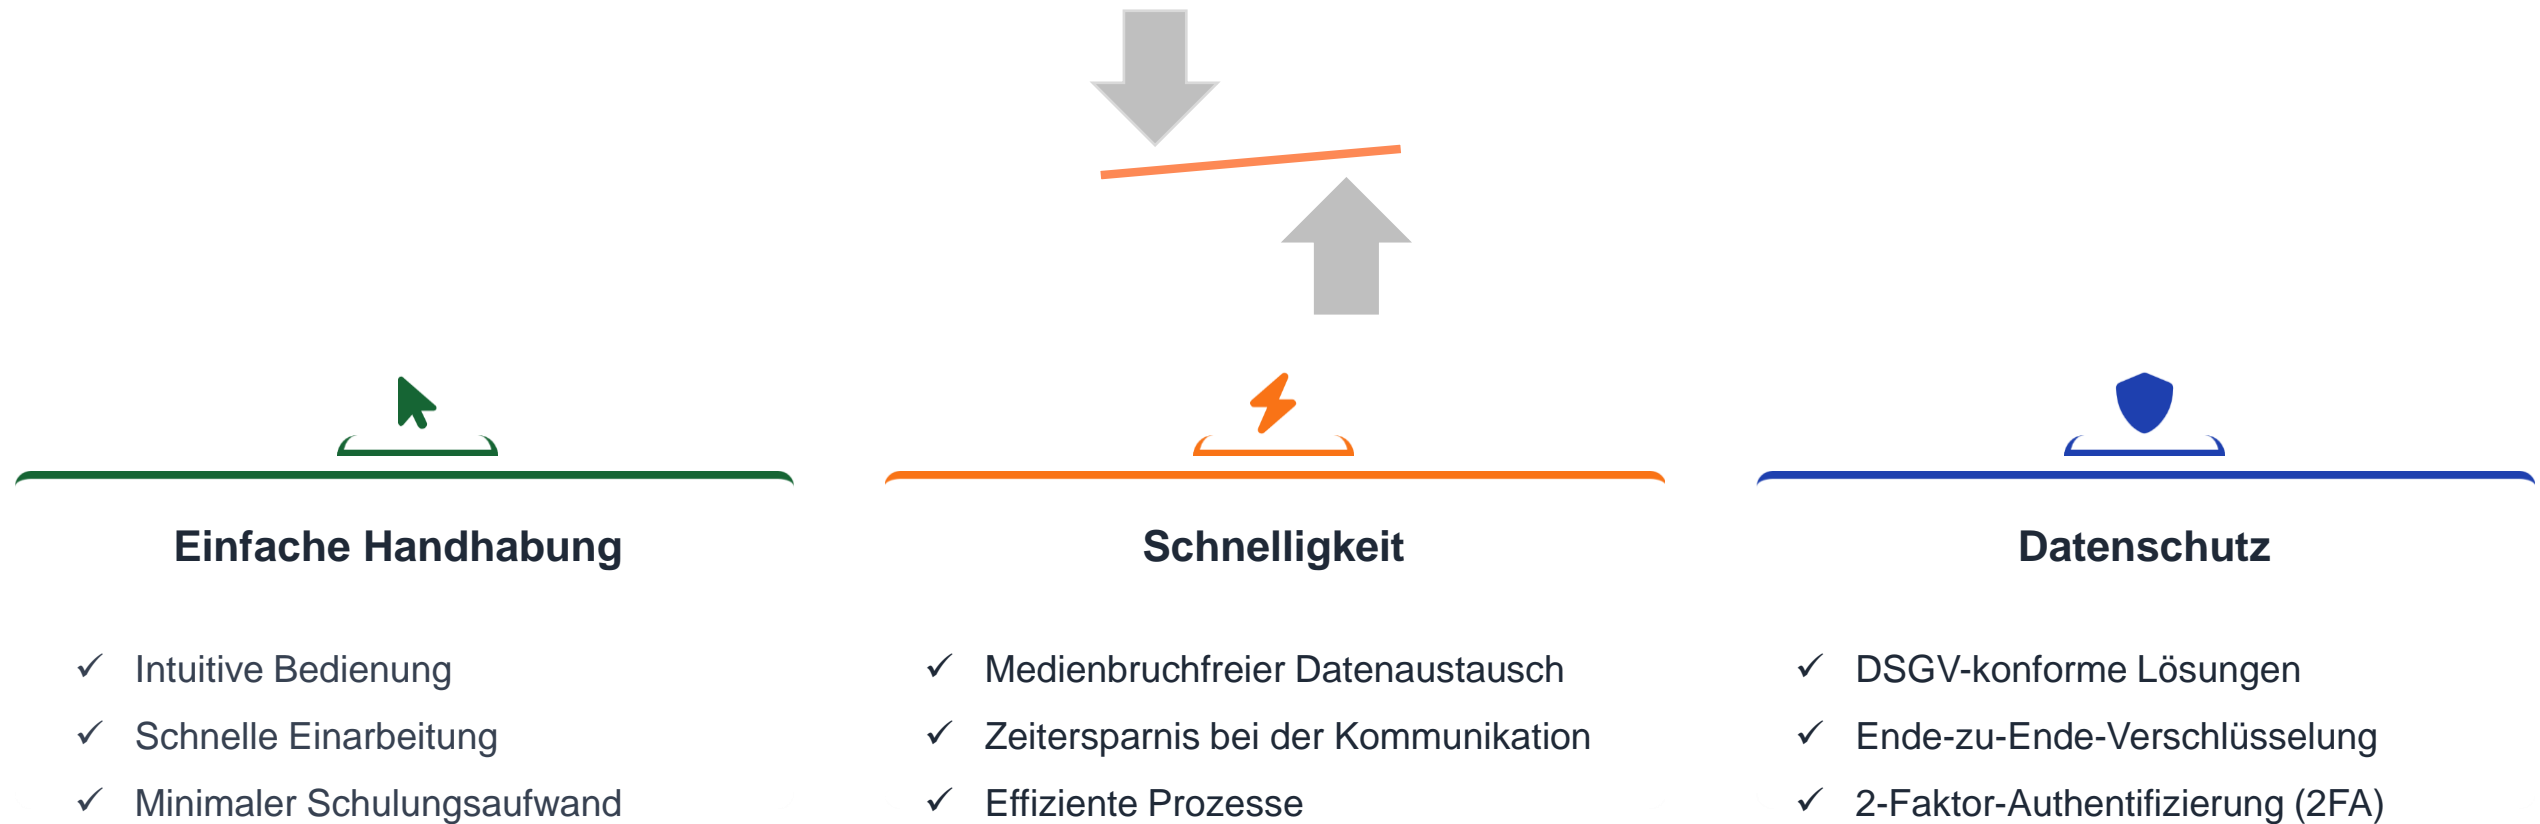 Einfache Handhabung
✓ Intuitive Bedienung
✓ Schnelle Einarbeitung
✓ Minimaler Schulungsaufwand
Schnelligkeit
✓ Medienbruchfreier Datenaustausch
✓ Zeitersparnis bei der Kommunikation
✓ Effiziente Prozesse
Datenschutz
✓ DSGV-konforme Lösungen
✓ Ende-zu-Ende-Verschlüsselung
✓ 2-Faktor-Authentifizierung (2FA)